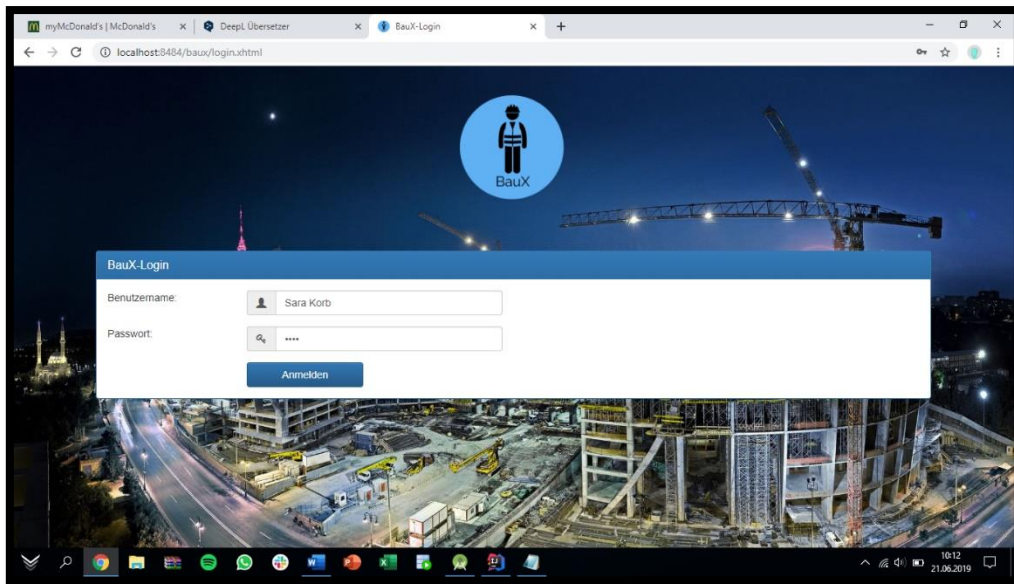 myMcDonald's | McDonald's
DeepL Übersetzer
BauX-Login
localhost:8484/baux/login.xhtml
BauX
BauX-Login
Benutzername:
Sara Korb
Passwort:
Anmelden
10:12
21.06.2019